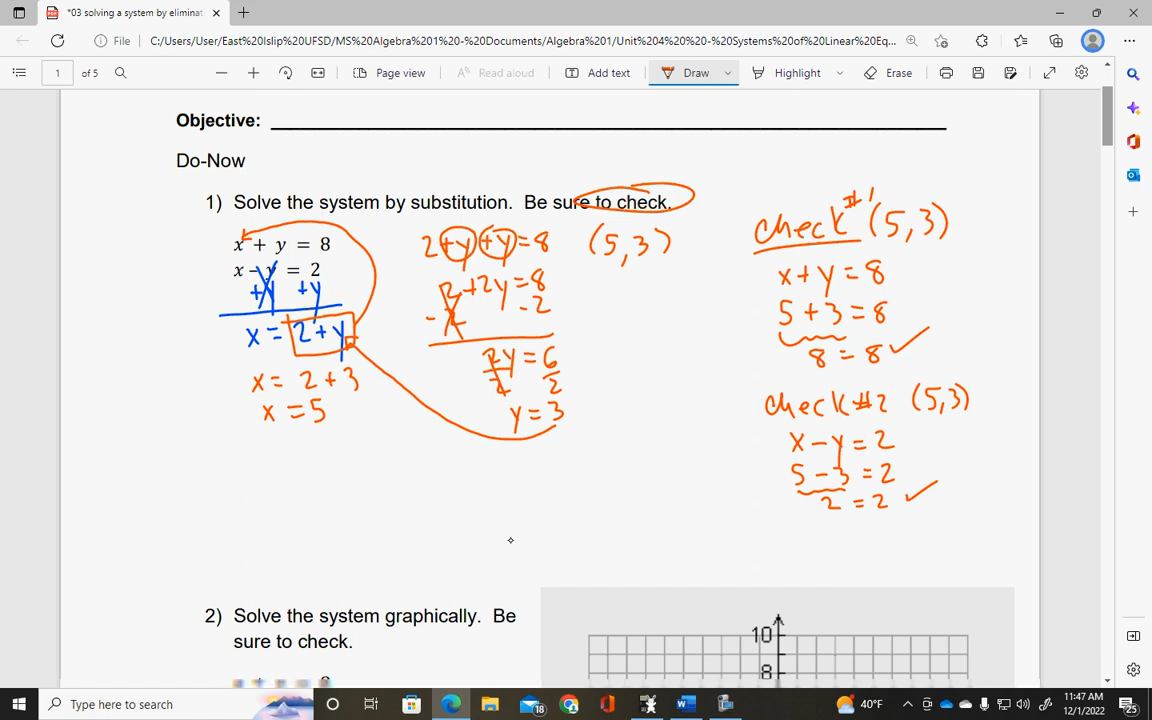 *03 solving a system by eliminat
File C:/Users/User/East%20Islip%20UFSD/MS%20Algebra%201%20-%20Documents/Algebra%201/Unit%204%20%20-%20Systems%20of%20Linear%20Eq...
1 of 5 Page view Read aloud Add text Draw Highlight Erase
Objective:
Do-Now
1) Solve the system by substitution. Be sure to check.
x + y = 8
x - y = 2
+y +y
x = 2 + y
x = 2 + 3
x = 5
2 + y + y = 8 (5, 3)
2 + 2y = 8
- 2 - 2
2y = 6
2 2
y = 3
check #1 (5, 3)
x + y = 8
5 + 3 = 8
8 = 8 ✓
check #2 (5, 3)
x - y = 2
5 - 3 = 2
2 = 2 ✓
2) Solve the system graphically. Be
sure to check.
10
8
Type here to search
18
40°F
11:47 AM
12/1/2022
25